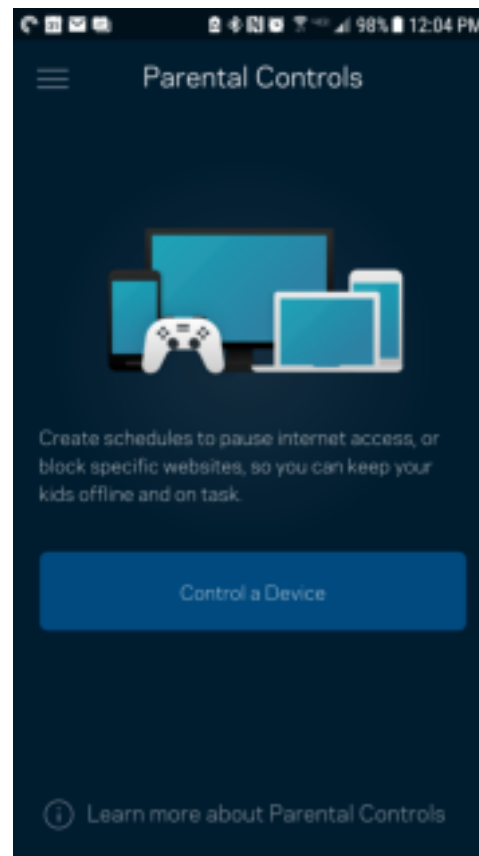 98% 12:04 PM
Parental Controls
Create schedules to pause internet access, or
block specific websites, so you can keep your
kids offline and on task.
Control a Device
Learn more about Parental Controls